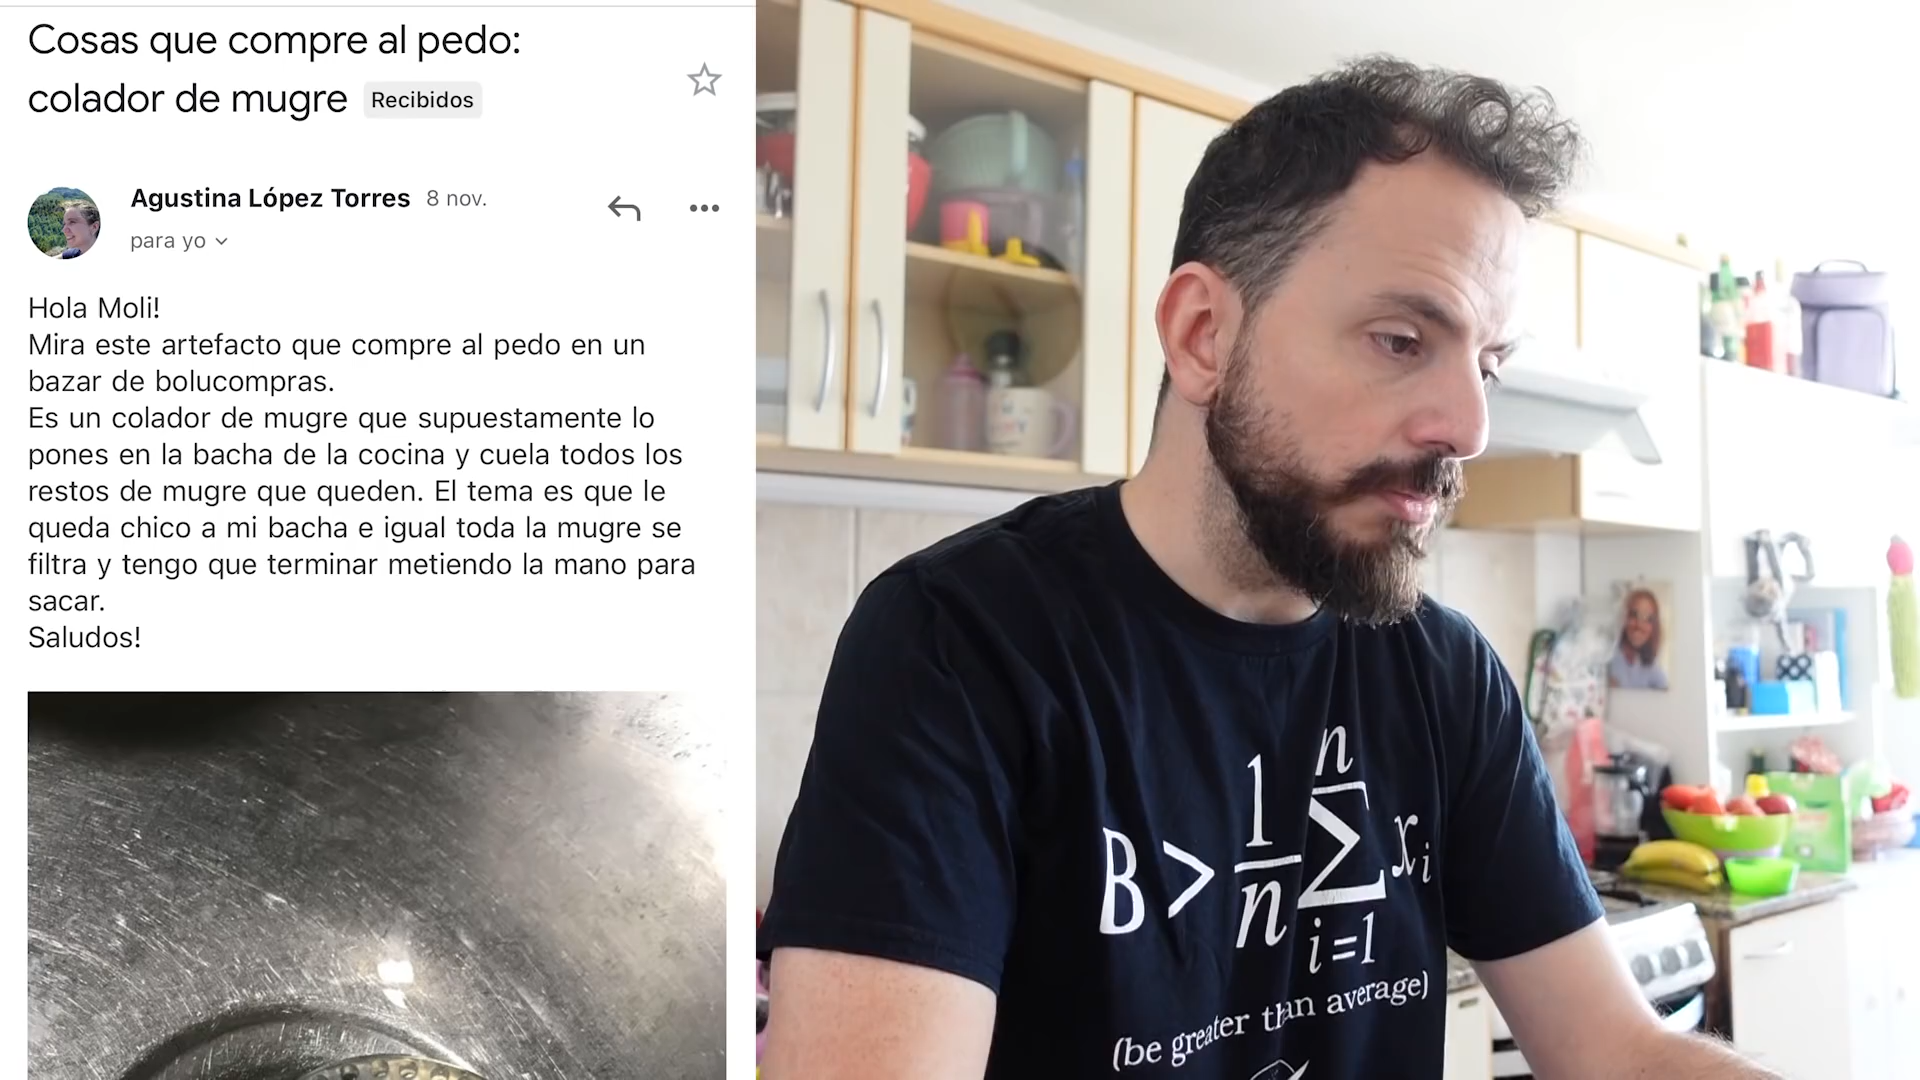 Cosas que compre al pedo:
colador de mugre Recibidos
Agustina López Torres 8 nov.
para yo
Hola Moli!
Mira este artefacto que compre al pedo en un
bazar de bolucompras.
Es un colador de mugre que supuestamente lo
pones en la bacha de la cocina y cuela todos los
restos de mugre que queden. El tema es que le
queda chico a mi bacha e igual toda la mugre se
filtra y tengo que terminar metiendo la mano para
sacar.
Saludos!
n
B > 1/n ∑ xi
i=1
(be greater than average)